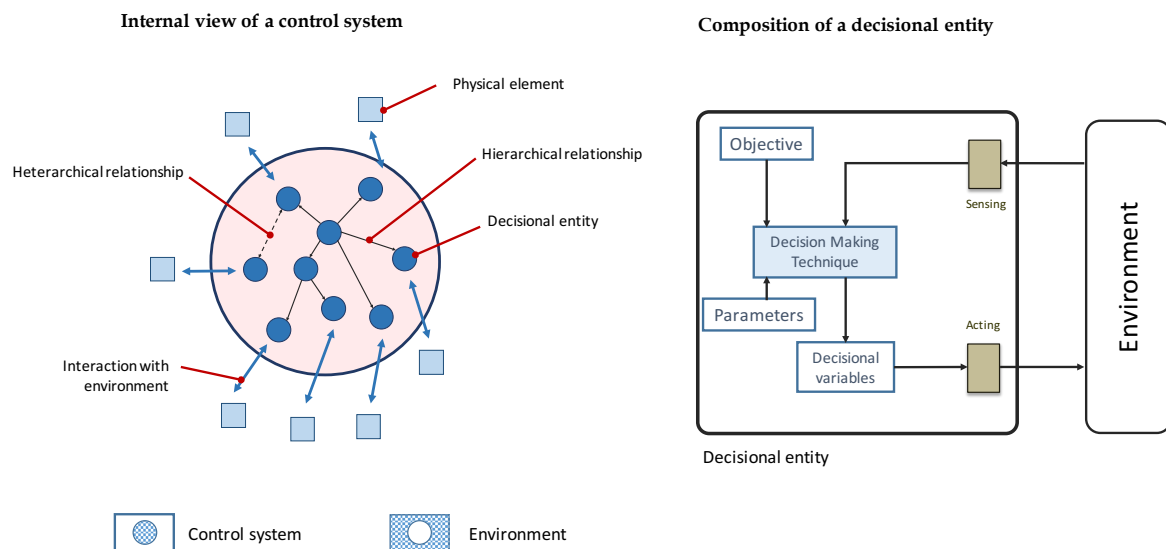 Internal view of a control system
Composition of a decisional entity
Physical element
Heterarchical relationship
Hierarchical relationship
Decisional entity
Interaction with
environment
Objective
Sensing
Decision Making
Technique
Parameters
Acting
Decisional
variables
Environment
Decisional entity
Control system
Environment